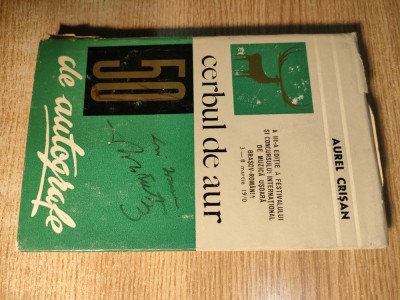 AUREL CRIȘAN
A III-A EDIȚIE A FESTIVALULUI
ȘI CONCURSULUI INTERNAȚIONAL
DE MUZICĂ UȘOARĂ
BRAȘOV-ROMÂNIA
3—8 martie 1970
cerbul de aur
50
de autografe